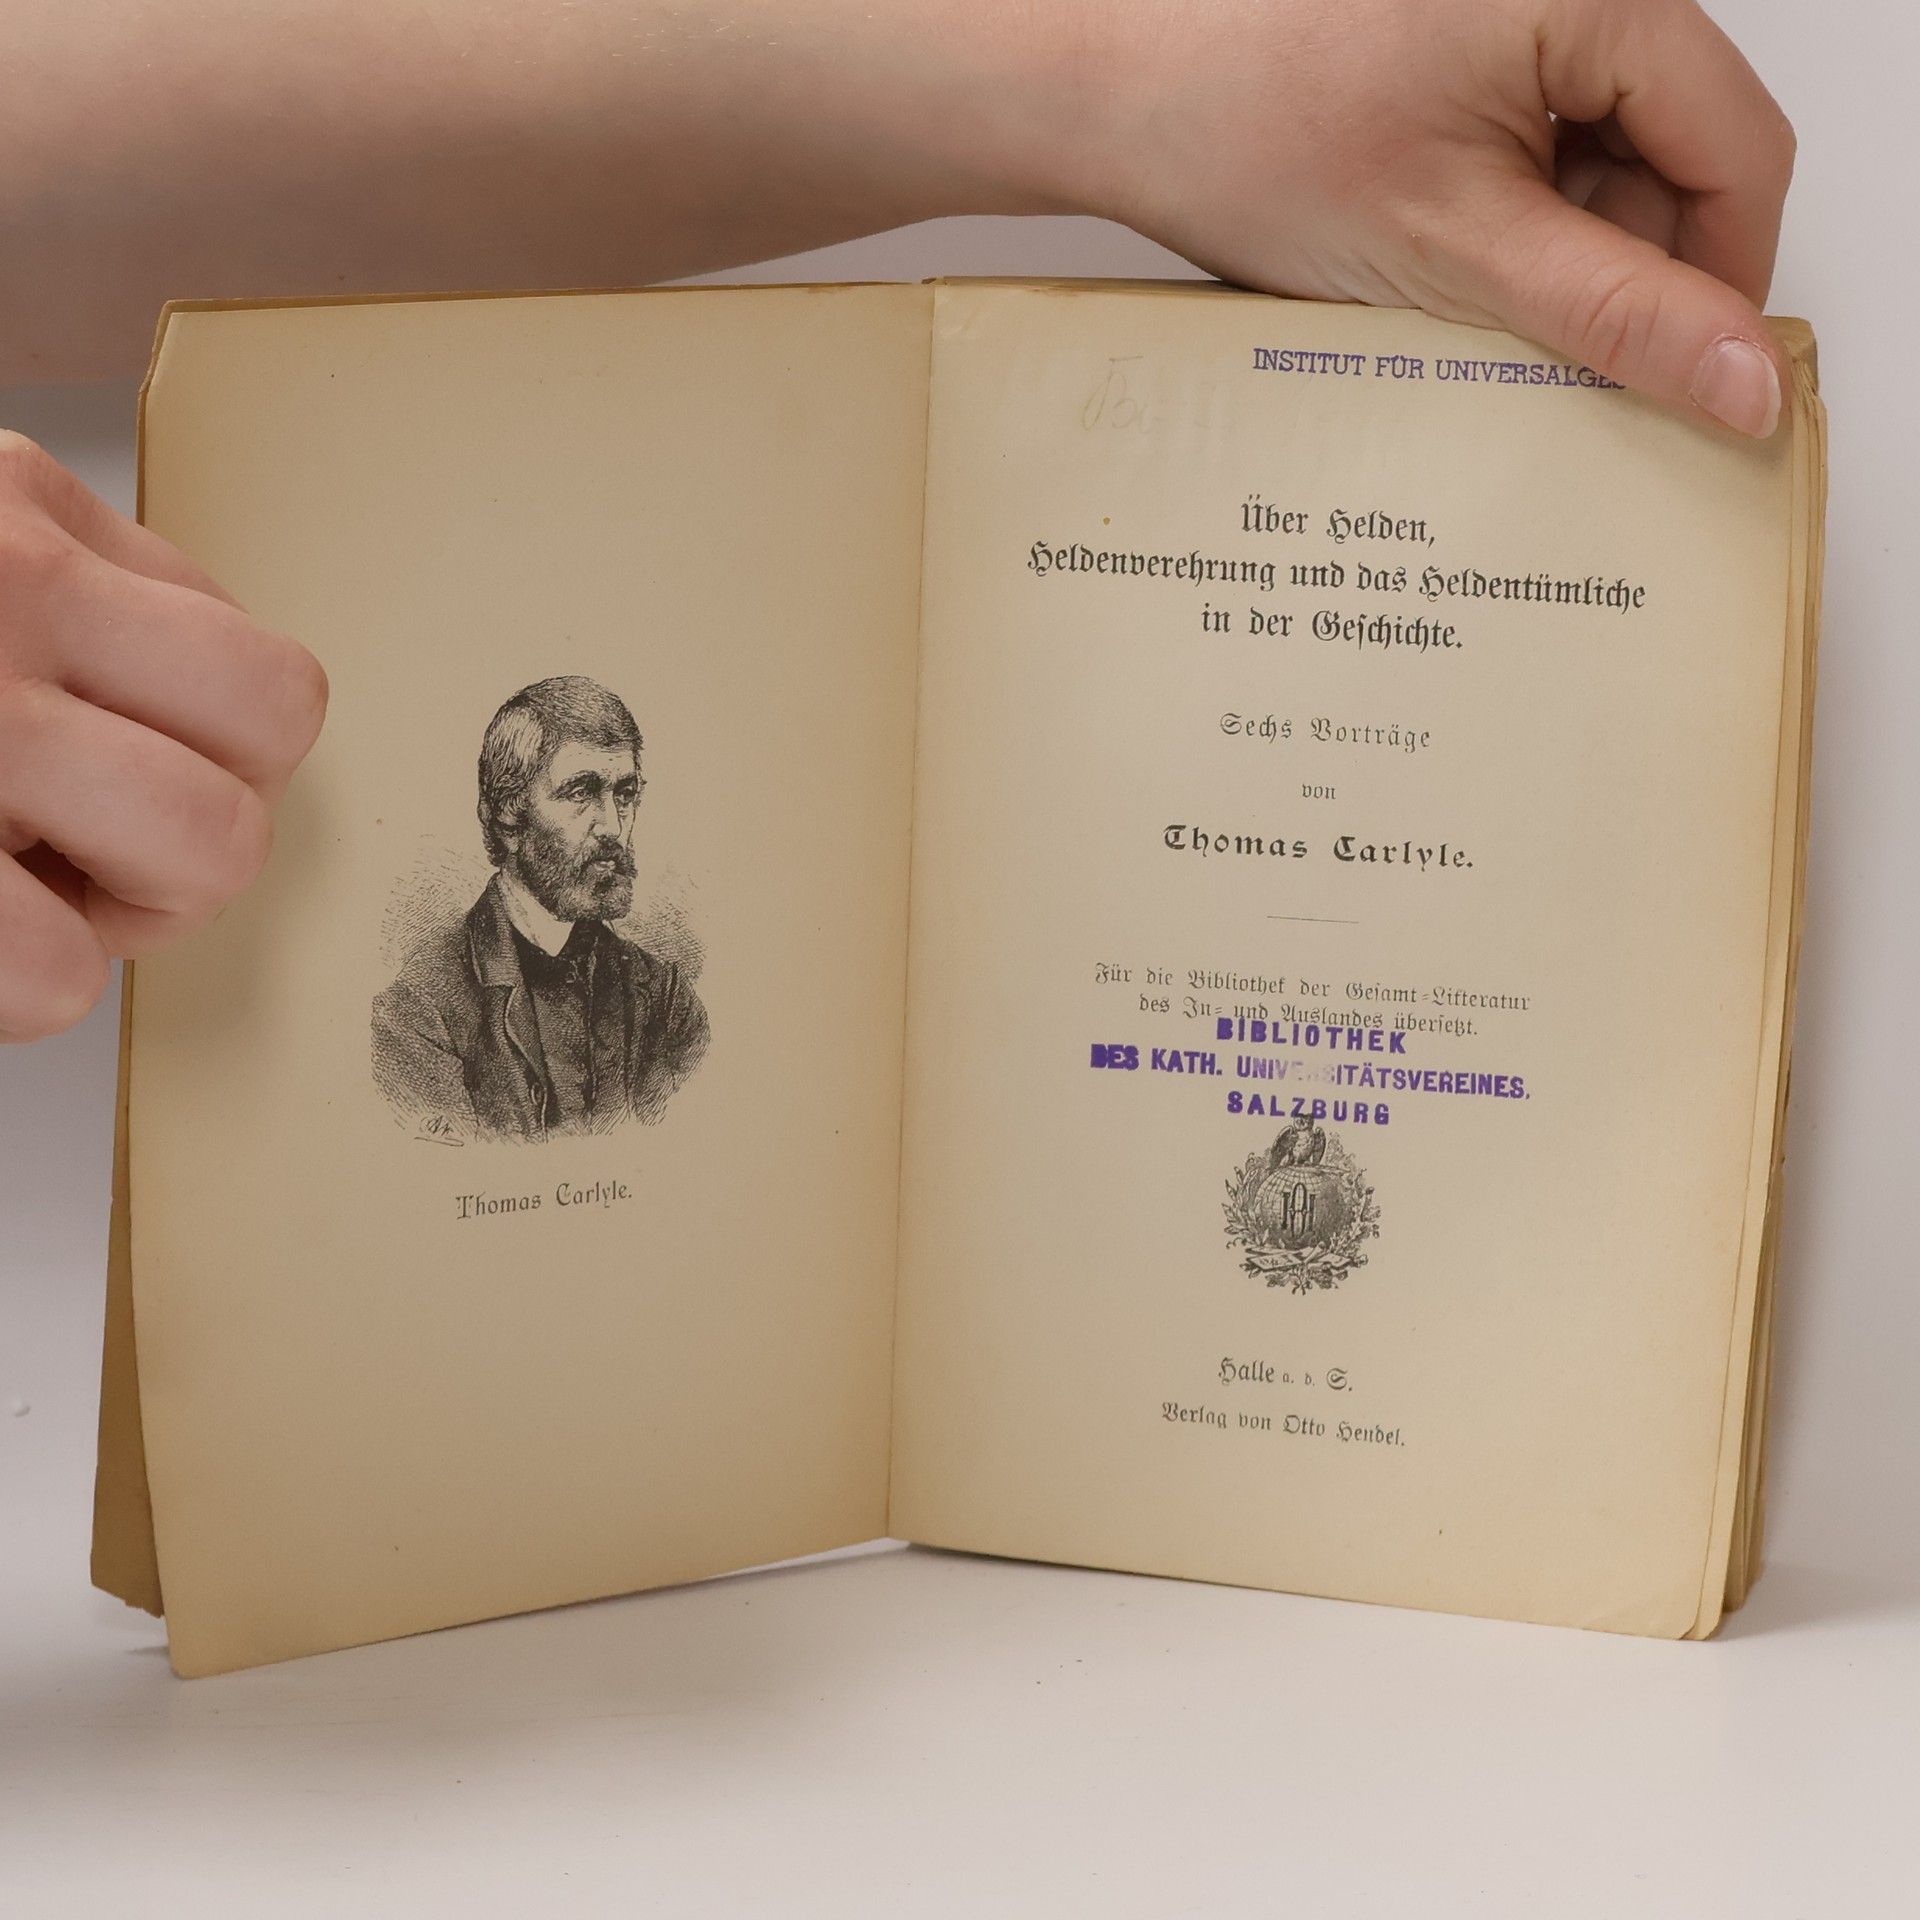 Thomas Carlyle.
INSTITUT FÜR UNIVERSALGE
Über Helden,
Heldenverehrung und das Heldentümliche
in der Geschichte.
Sechs Vorträge
von
Thomas Carlyle.
Für die Bibliothek der Gesamt-Litteratur
des In- und Auslandes übersetzt.
BIBLIOTHEK
DES KATH. UNIVERSITÄTSVEREINES,
SALZBURG
Halle a. d. S.
Verlag von Otto Hendel.